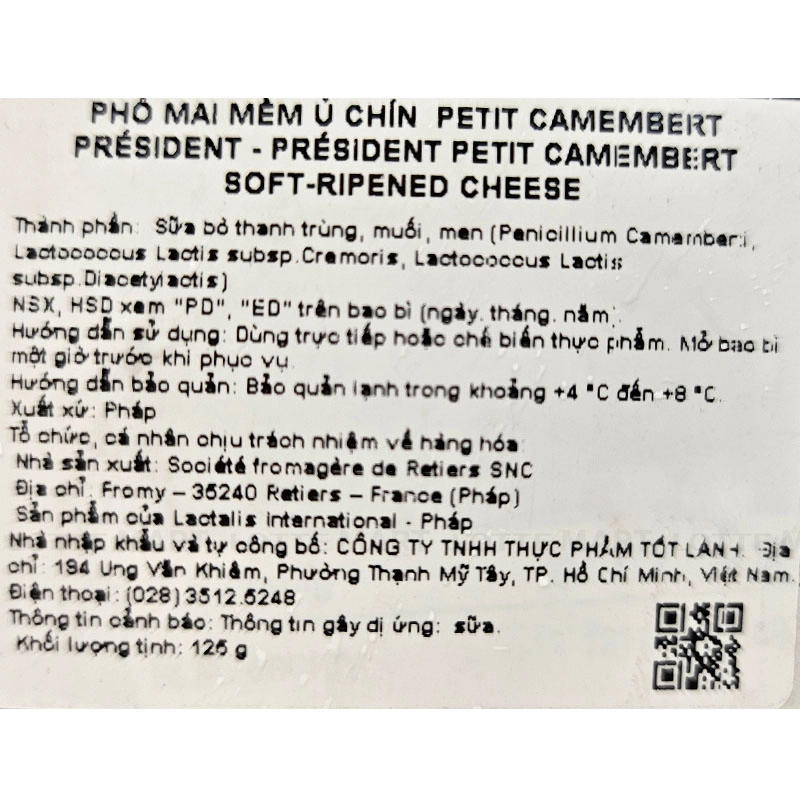 PHÔ MAI MỀM Ủ CHÍN PETIT CAMEMBERT
PRÉSIDENT - PRÉSIDENT PETIT CAMEMBERT
SOFT-RIPENED CHEESE
Thành phần: Sữa bò thanh trùng, muối, men (Penicillium Camemberti,
Lactococcus Lactis subsp.Cremoris, Lactococcus Lactis
subsp.Diacetylactis)
NSX, HSD xem "PD", "ED" trên bao bì (ngày. tháng. năm).
Hướng dẫn sử dụng: Dùng trực tiếp hoặc chế biến thực phẩm. Mở bao bì
một giờ trước khi phục vụ.
Hướng dẫn bảo quản: Bảo quản lạnh trong khoảng +4 °C đến +8 °C.
Xuất xứ: Pháp
Tổ chức, cá nhân chịu trách nhiệm về hàng hóa:
Nhà sản xuất: Société fromagère de Retiers SNC
Địa chỉ: Fromy – 35240 Retiers – France (Pháp)
Sản phẩm của Lactalis international - Pháp
Nhà nhập khẩu và tự công bố: CÔNG TY TNHH THỰC PHẨM TỐT LÀNH. Địa
chỉ: 194 Ung Văn Khiêm, Phường Thạnh Mỹ Tây, TP. Hồ Chí Minh, Việt Nam.
Điện thoại: (028)3512.5248
Thông tin cảnh báo: Thông tin gây dị ứng: sữa.
Khối lượng tịnh: 125 g